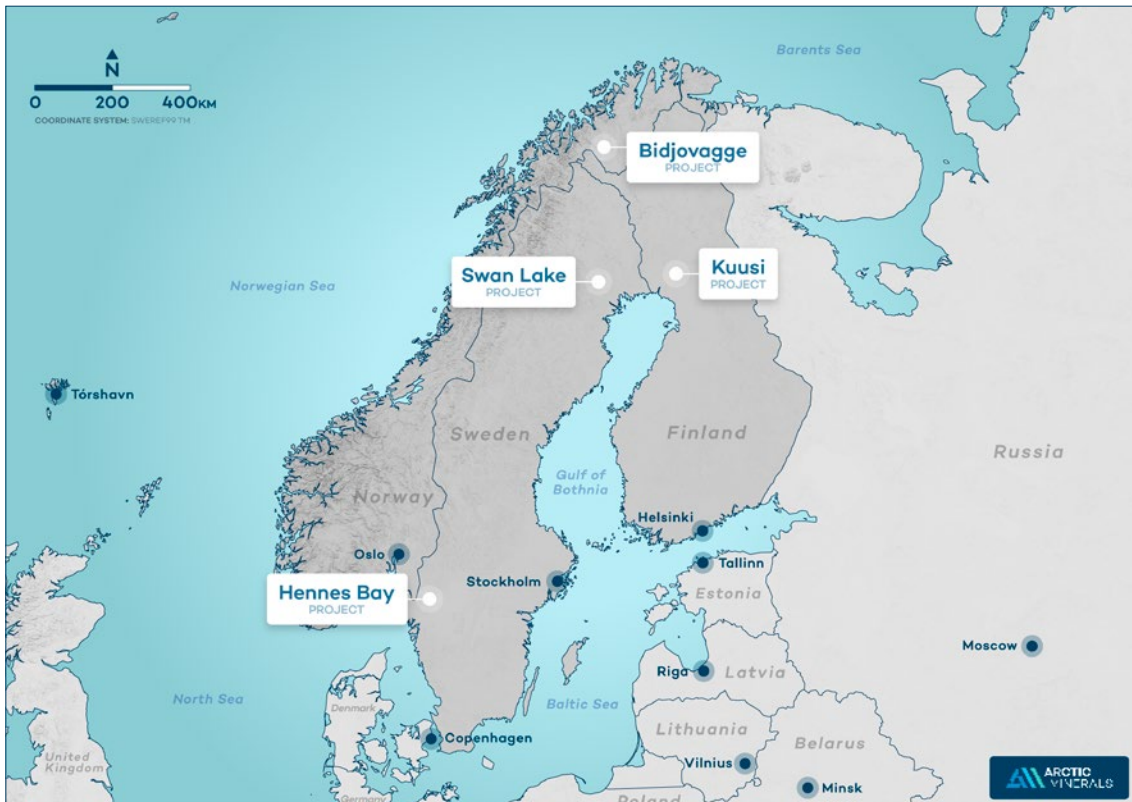 Barents Sea
N
0 200 400KM
COORDINATE SYSTEM: SWEREF99 TM
Bidjovagge
PROJECT
Swan Lake
PROJECT
Kuusi
PROJECT
Norwegian Sea
Tórshavn
Sweden
Finland
Russia
Gulf of
Bothnia
Norway
Helsinki
Oslo
Tallinn
Stockholm
Hennes Bay
PROJECT
Estonia
Moscow
Riga
Latvia
North Sea
Denmark
Baltic Sea
Lithuania
Copenhagen
Belarus
United
Kingdom
Vilnius
Minsk
Germany
Poland
ARCTIC
MINERALS